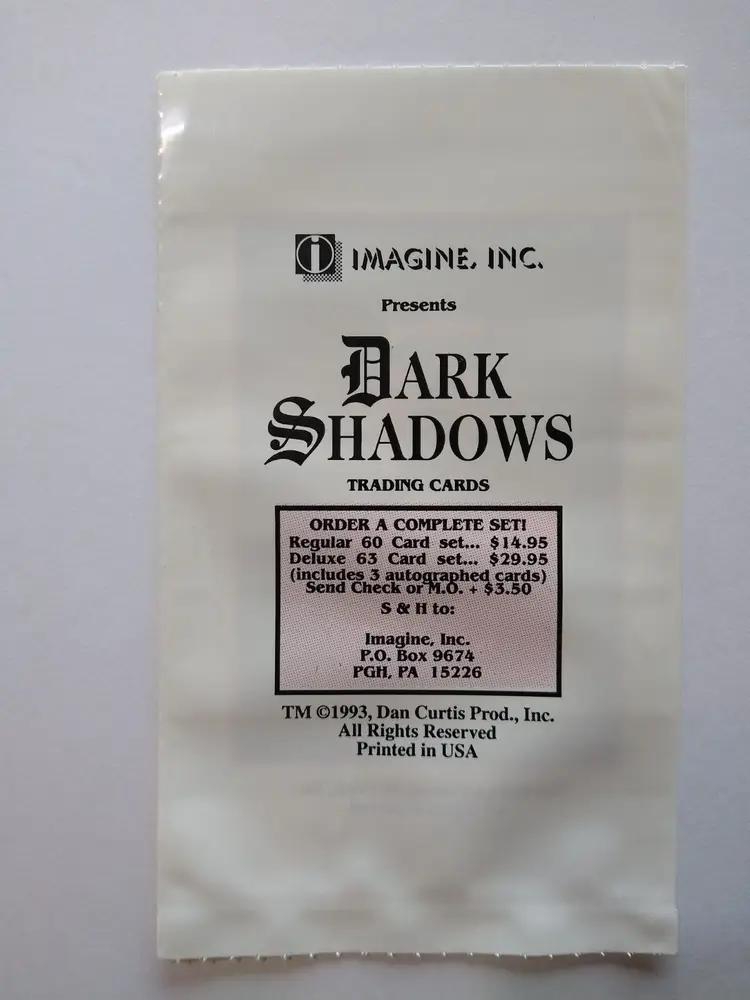 i IMAGINE, INC.
Presents
DARK
SHADOWS
TRADING CARDS
ORDER A COMPLETE SET!
Regular 60 Card set... $14.95
Deluxe 63 Card set... $29.95
(includes 3 autographed cards)
Send Check or M.O. + $3.50
S & H to:
Imagine, Inc.
P.O. Box 9674
PGH, PA 15226
TM ©1993, Dan Curtis Prod., Inc.
All Rights Reserved
Printed in USA